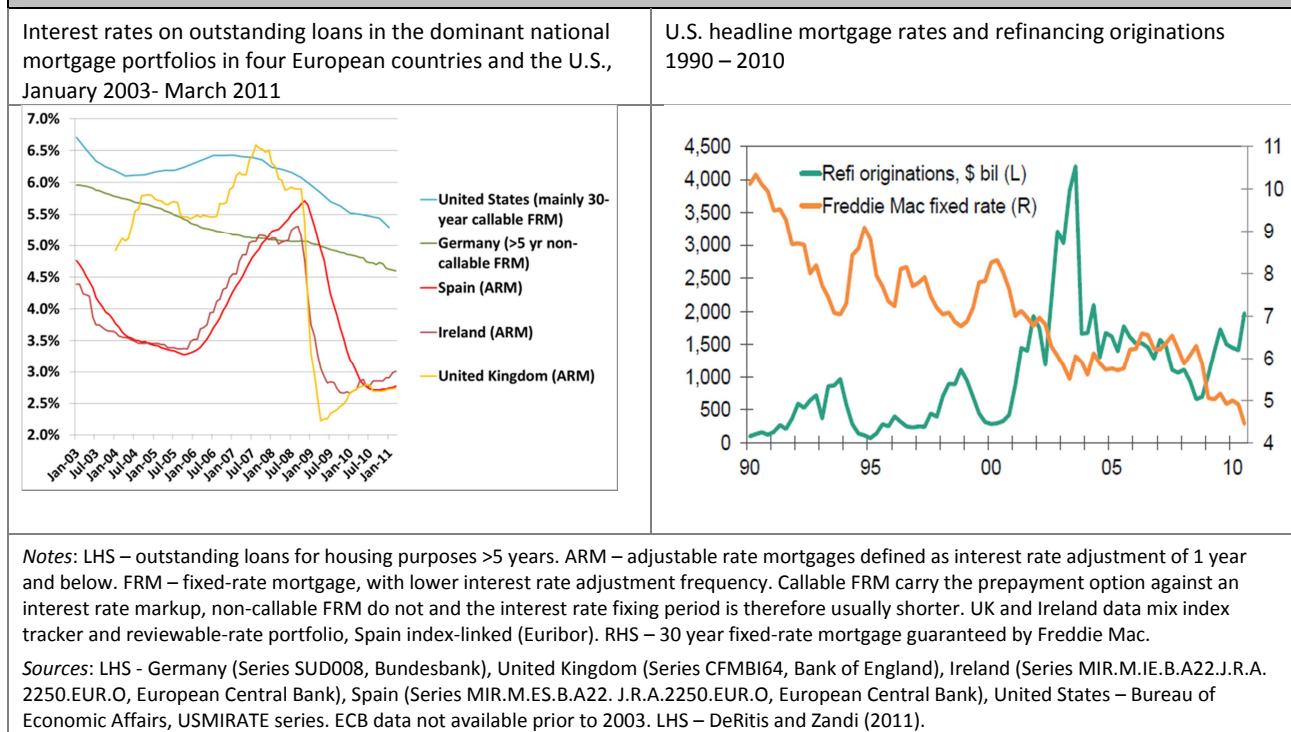 Interest rates on outstanding loans in the dominant national
mortgage portfolios in four European countries and the U.S.,
January 2003- March 2011
U.S. headline mortgage rates and refinancing originations
1990 – 2010
7.0%
6.5%
6.0%
5.5%
5.0%
4.5%
4.0%
3.5%
3.0%
2.5%
2.0%
Jan-03
Jul-03
Jan-04
Jul-04
Jan-05
Jul-05
Jan-06
Jul-06
Jan-07
Jul-07
Jan-08
Jul-08
Jan-09
Jul-09
Jan-10
Jul-10
Jan-11
United States (mainly 30-
year callable FRM)
Germany (>5 yr non-
callable FRM)
Spain (ARM)
Ireland (ARM)
United Kingdom (ARM)
4,500
4,000
3,500
3,000
2,500
2,000
1,500
1,000
500
0
Refi originations, $ bil (L)
Freddie Mac fixed rate (R)
11
10
9
8
7
6
5
4
90
95
00
05
10
Notes: LHS – outstanding loans for housing purposes >5 years. ARM – adjustable rate mortgages defined as interest rate adjustment of 1 year
and below. FRM – fixed-rate mortgage, with lower interest rate adjustment frequency. Callable FRM carry the prepayment option against an
interest rate markup, non-callable FRM do not and the interest rate fixing period is therefore usually shorter. UK and Ireland data mix index
tracker and reviewable-rate portfolio, Spain index-linked (Euribor). RHS – 30 year fixed-rate mortgage guaranteed by Freddie Mac.
Sources: LHS - Germany (Series SUD008, Bundesbank), United Kingdom (Series CFMBI64, Bank of England), Ireland (Series MIR.M.IE.B.A22.J.R.A.
2250.EUR.O, European Central Bank), Spain (Series MIR.M.ES.B.A22. J.R.A.2250.EUR.O, European Central Bank), United States – Bureau of
Economic Affairs, USMIRATE series. ECB data not available prior to 2003. LHS – DeRitis and Zandi (2011).